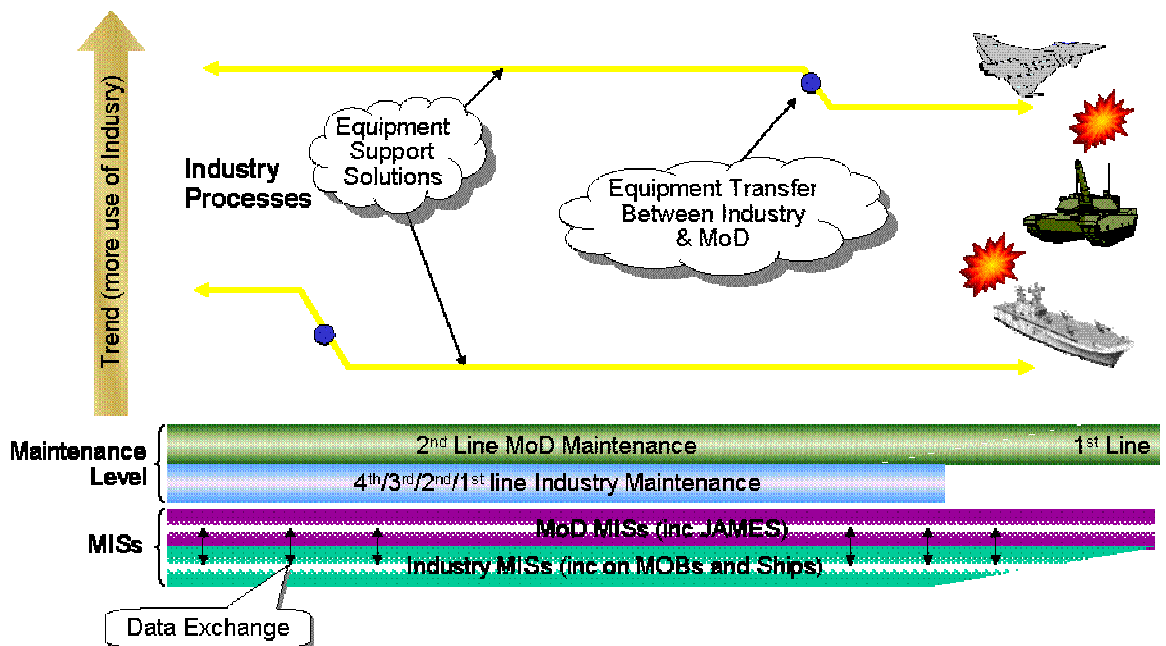 Trend (more use of Indusry)
Equipment
Support
Solutions
Industry
Processes
Equipment Transfer
Between Industry
& MoD
Maintenance
Level
2nd Line MoD Maintenance
1st Line
4th/3rd/2nd/1st line Industry Maintenance
MISs
MoD MISs (inc JAMES)
Industry MISs (inc on MOBs and Ships)
Data Exchange